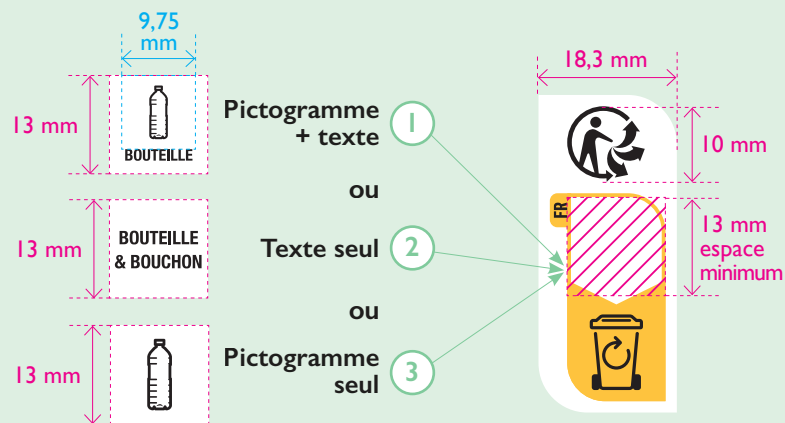 9,75
mm
13 mm
BOUTEILLE
Pictogramme
+ texte
1
ou
13 mm
BOUTEILLE
& BOUCHON
Texte seul
2
ou
13 mm
Pictogramme
seul
3
18,3 mm
10 mm
FR
13 mm
espace
minimum